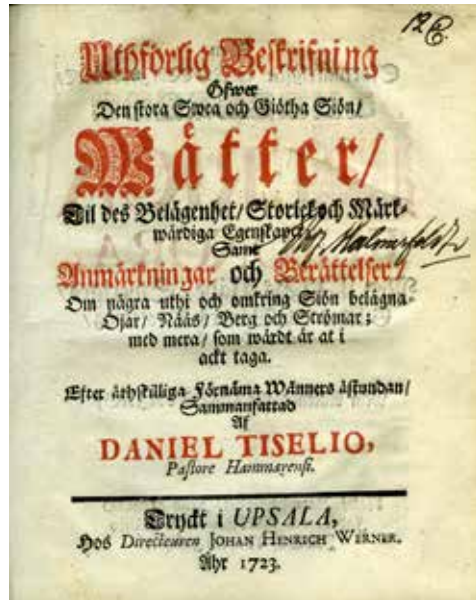 12
Uthförlig Beskrifning
Öfwer
Den stora Swea och Giötha Siön/
Wätter/
Til des Belägenhet/ Storlek och Märk-
wärdiga Egenskaper
Samt
Anmärkningar och Berättelser/
Om några uthi och omkring Siön belägna
Öjar/ Nääs/ Berg och Strömar;
med mera/ som wärdt är at i
ackt taga.
Efter åthskilliga Förnäma Wänners åstundan/
Sammanfattad
Af
DANIEL TISELIO,
Pastore Hammarensi.
Tryckt i UPSALA,
Hos Directeuren JOHAN HENRICH WERNER.
Åhr 1723.